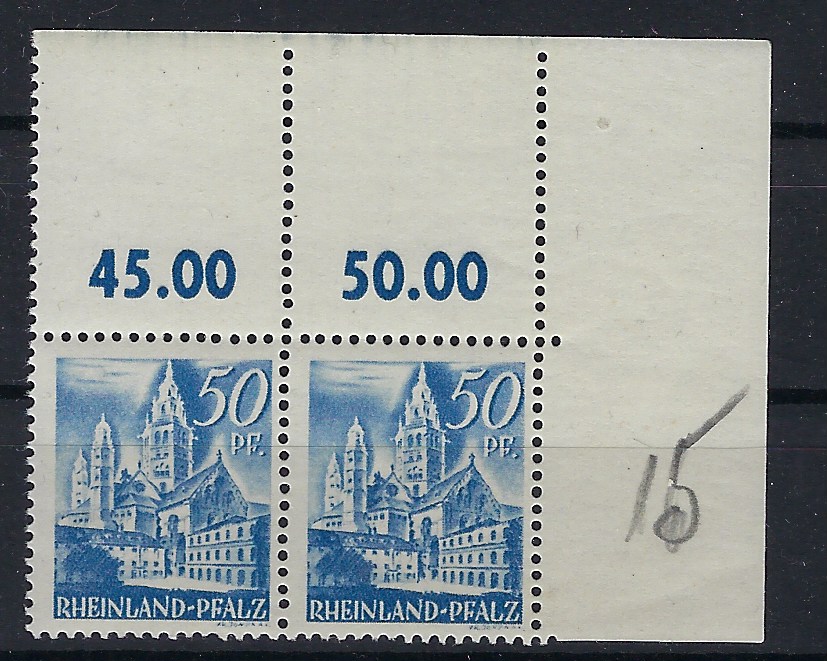 45.00 50.00
50 50
PF. PF.
15
RHEINLAND-PFALZ RHEINLAND-PFALZ